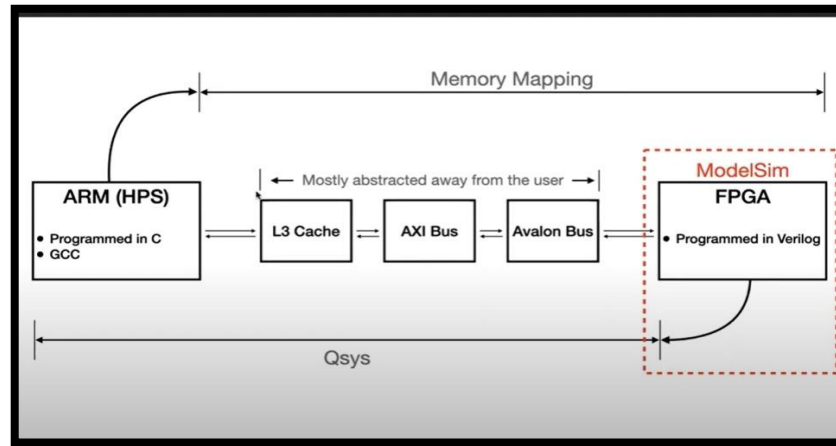 Memory Mapping
Mostly abstracted away from the user
ModelSim
ARM (HPS)
• Programmed in C
• GCC
L3 Cache
AXI Bus
Avalon Bus
FPGA
• Programmed in Verilog
Qsys